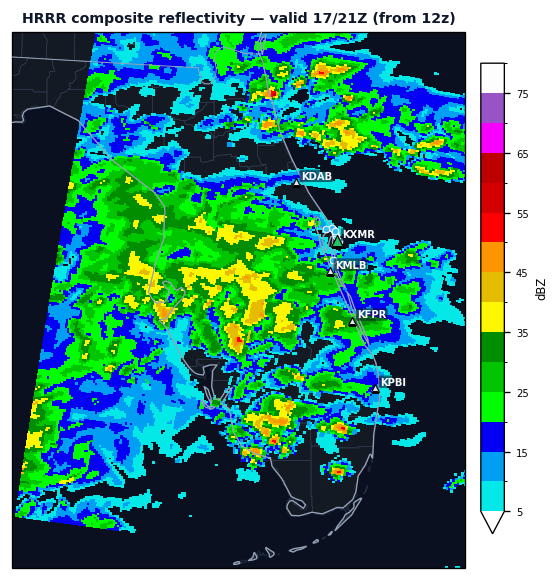 HRRR composite reflectivity — valid 17/21Z (from 12z)
75
65
55
45
35
25
15
5
dBZ
KDAB
KXMR
KMLB
KFPR
KPBI